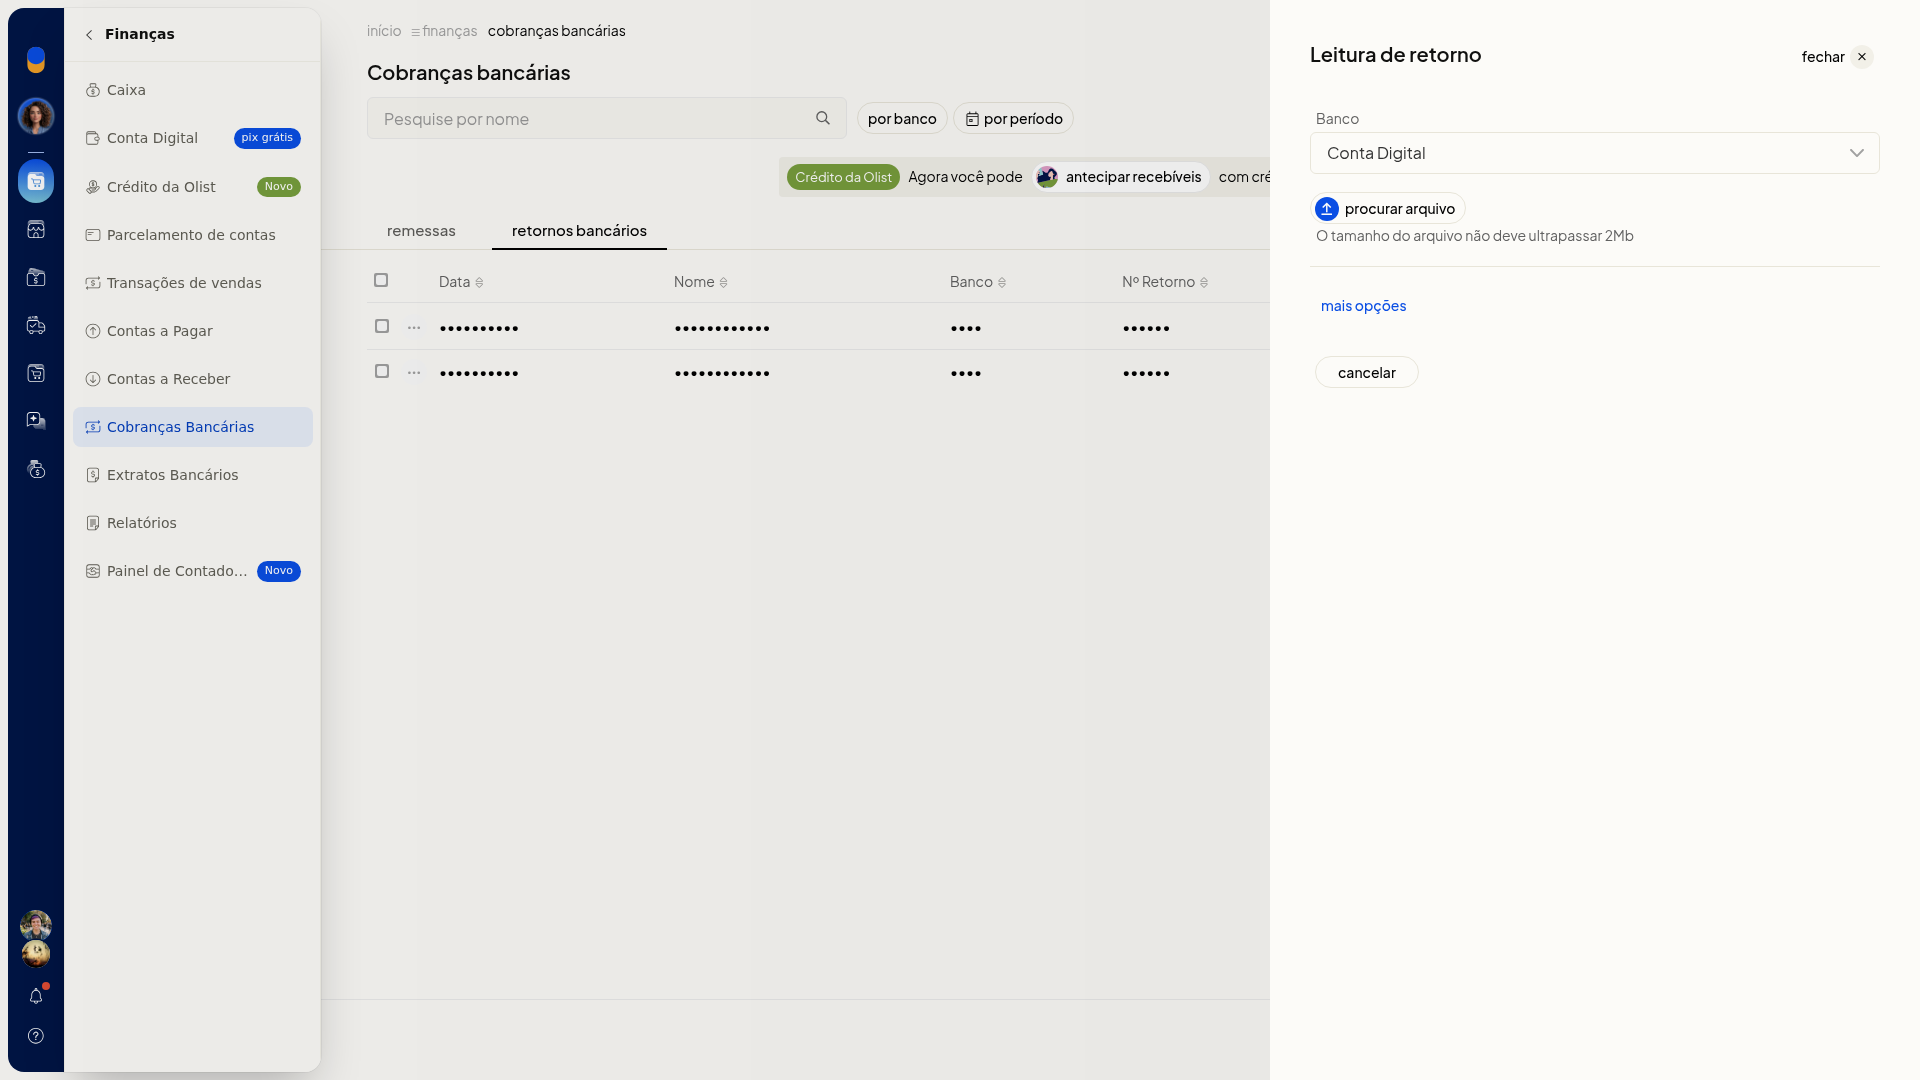 Finanças
Caixa
Conta Digital
pix grátis
Crédito da Olist
Novo
Parcelamento de contas
Transações de vendas
Contas a Pagar
Contas a Receber
Cobranças Bancárias
Extratos Bancários
Relatórios
Painel de Contado...
Novo
início
finanças
cobranças bancárias
Cobranças bancárias
Pesquise por nome
por banco
por período
Crédito da Olist Agora você pode antecipar recebíveis com cré
remessas
retornos bancários
Data
Nome
Banco
Nº Retorno
•••••••••• •••••••••••• •••• ••••••
•••••••••• •••••••••••• •••• ••••••
Leitura de retorno
fechar
Banco
Conta Digital
procurar arquivo
O tamanho do arquivo não deve ultrapassar 2Mb
mais opções
cancelar